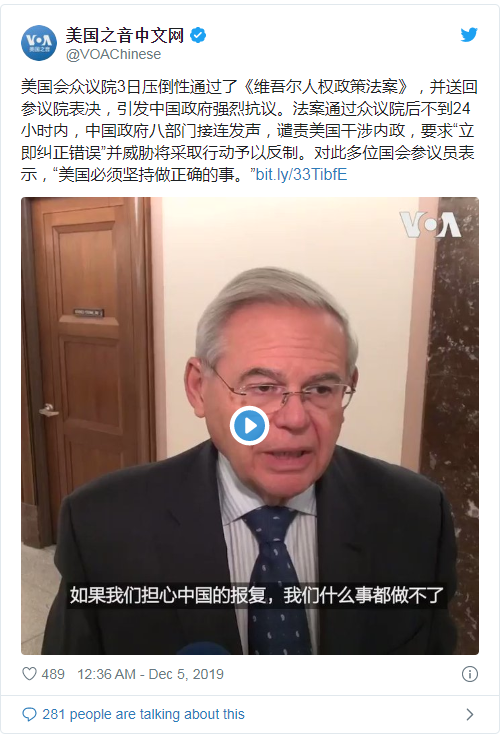 VOA
美国之音
美国之音中文网
@VOAChinese
美国会众议院3日压倒性通过了《维吾尔人权政策法案》，并送回
参议院表决，引发中国政府强烈抗议。法案通过众议院后不到24
小时内，中国政府八部门接连发声，谴责美国干涉内政，要求“立
即纠正错误”并威胁将采取行动予以反制。对此多位国会参议员表
示，“美国必须坚持做正确的事。”bit.ly/33TibfE
VOA
如果我们担心中国的报复，我们什么事都做不了
489 12:36 AM - Dec 5, 2019
281 people are talking about this